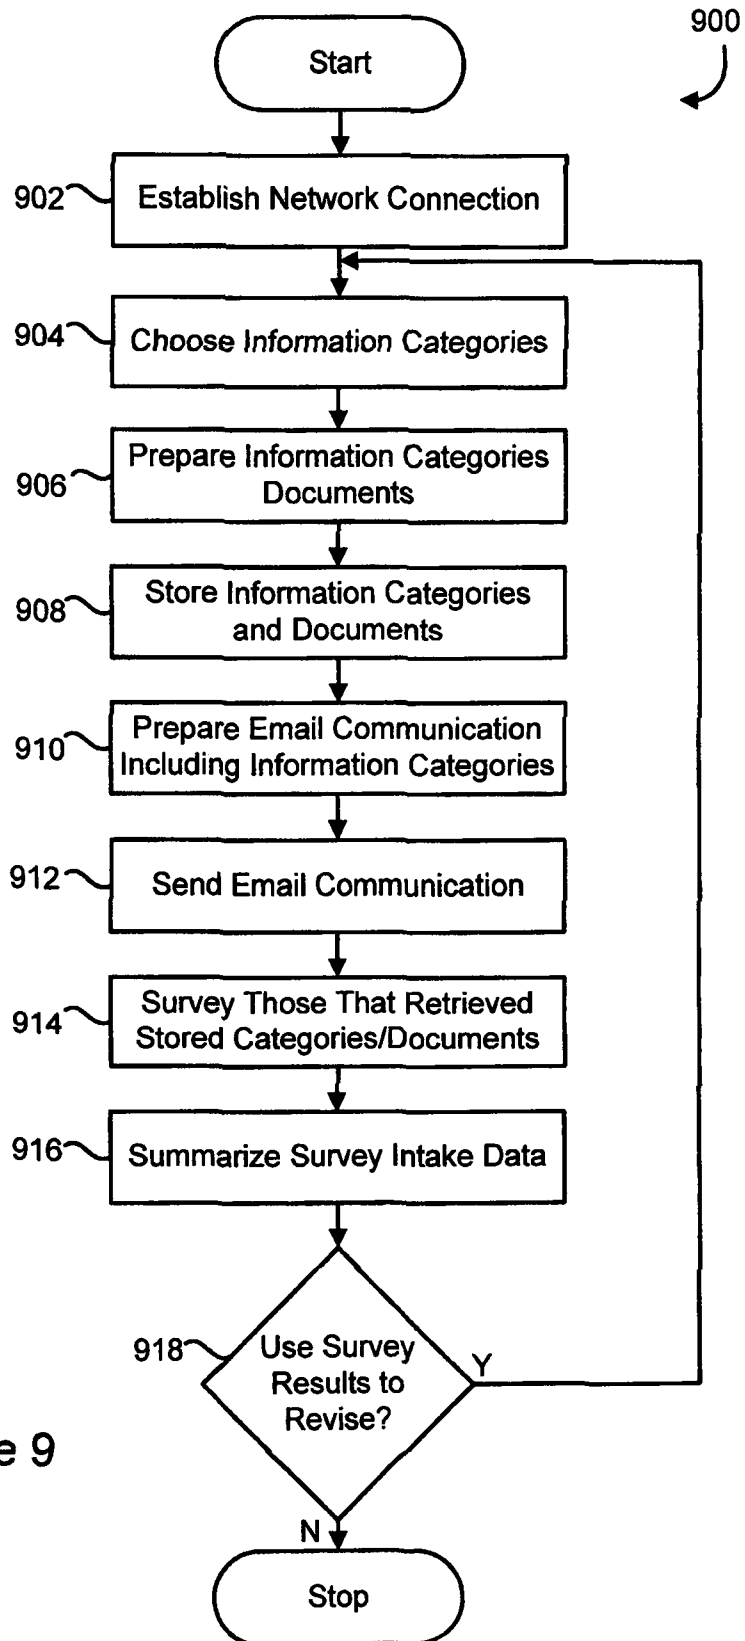 900
Start
902
Establish Network Connection
904
Choose Information Categories
906
Prepare Information Categories
Documents
908
Store Information Categories
and Documents
910
Prepare Email Communication
Including Information Categories
912
Send Email Communication
914
Survey Those That Retrieved
Stored Categories/Documents
916
Summarize Survey Intake Data
918
Use Survey
Results to
Revise?
Y
e 9
N
Stop